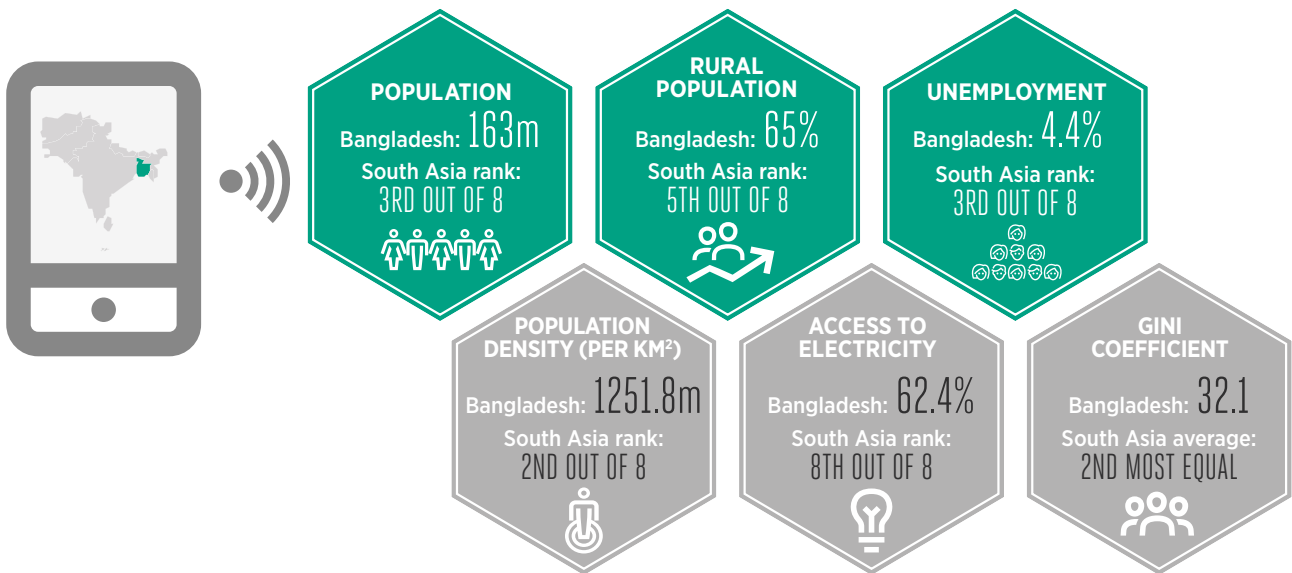 POPULATION
Bangladesh: 163m
South Asia rank:
3RD OUT OF 8
RURAL
POPULATION
Bangladesh: 65%
South Asia rank:
5TH OUT OF 8
UNEMPLOYMENT
Bangladesh: 4.4%
South Asia rank:
3RD OUT OF 8
POPULATION
DENSITY (PER KM²)
Bangladesh: 1251.8m
South Asia rank:
2ND OUT OF 8
ACCESS TO
ELECTRICITY
Bangladesh: 62.4%
South Asia rank:
8TH OUT OF 8
GINI
COEFFICIENT
Bangladesh: 32.1
South Asia average:
2ND MOST EQUAL